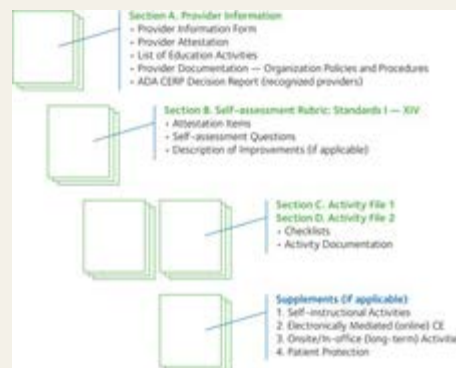 Section A. Provider Information
• Provider Information Form
• Provider Attestation
• List of Education Activities
• Provider Documentation — Organization Policies and Procedures
• ADA CERP Decision Report (recognized providers)
Section B. Self-assessment Rubric: Standards I — XIV
• Attestation Items
• Self-assessment Questions
• Description of Improvements (if applicable)
Section C. Activity File 1
Section D. Activity File 2
• Checklists
• Activity Documentation
Supplements (if applicable)
1. Self-instructional Activities
2. Electronically Mediated (online) CE
3. Onsite/In-office (long-term) Activitie
4. Patient Protection